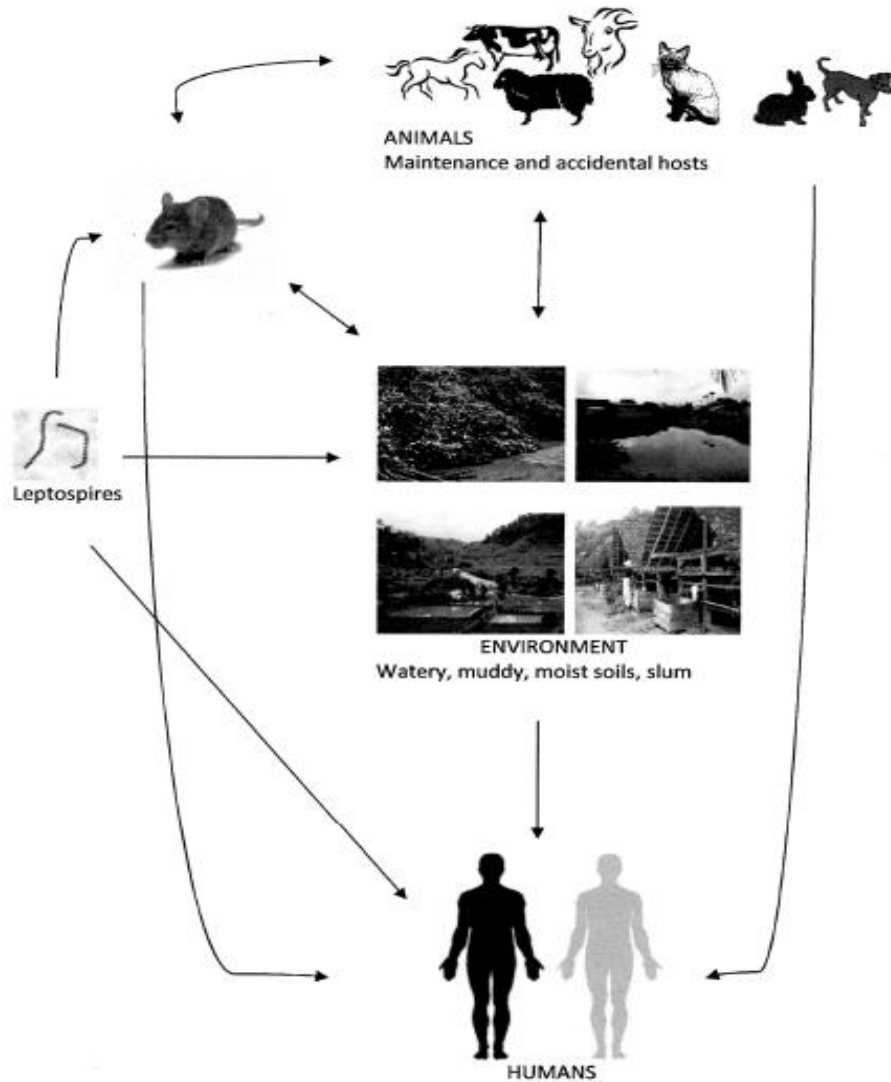 ANIMALS
Maintenance and accidental hosts
Leptospires
ENVIRONMENT
Watery, muddy, moist soils, slum
HUMANS